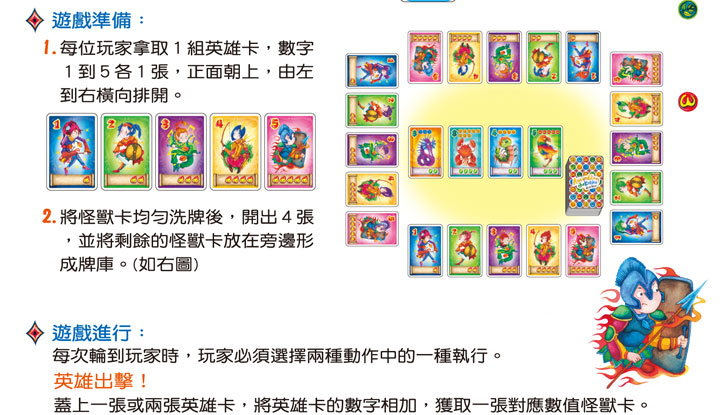 遊戲準備：
1. 每位玩家拿取1組英雄卡，數字
1到5各1張，正面朝上，由左
到右橫向排開。
1 2 3 4 5
2. 將怪獸卡均勻洗牌後，開出4張
，並將剩餘的怪獸卡放在旁邊形
成牌庫。(如右圖)
遊戲進行：
每次輪到玩家時，玩家必須選擇兩種動作中的一種執行。
英雄出擊！
蓋上一張或兩張英雄卡，將英雄卡的數字相加，獲取一張對應數值怪獸卡。